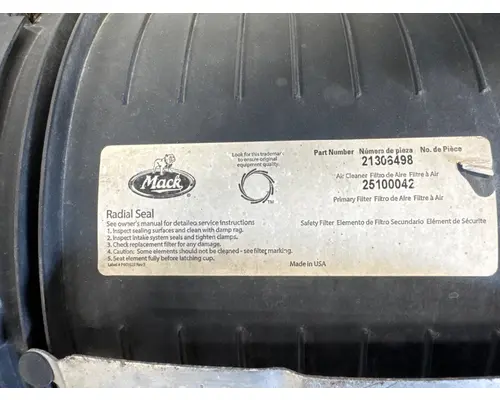 Mack
Look for this trademark
to ensure original
equipment quality.
TM
Part Number Número de pieza No. de Pièce
21306498
Air Cleaner Filtro de Aire Filtre à Air
25100042
Primary Filter Filtro de Aire Filtre à Air
Safety Filter Elemento de Filtro Secundario Elément de Sécurite
Radial Seal
See owner's manual for detailed service instructions
1. Inspect sealing surfaces and clean with damp rag.
2. Inspect intake system seals and tighten clamps.
3. Check replacement filter for any damage.
4. Caution: Some elements should not be cleaned - see filter marking.
5. Seat element fully before latching cup.
Label #
Made in USA